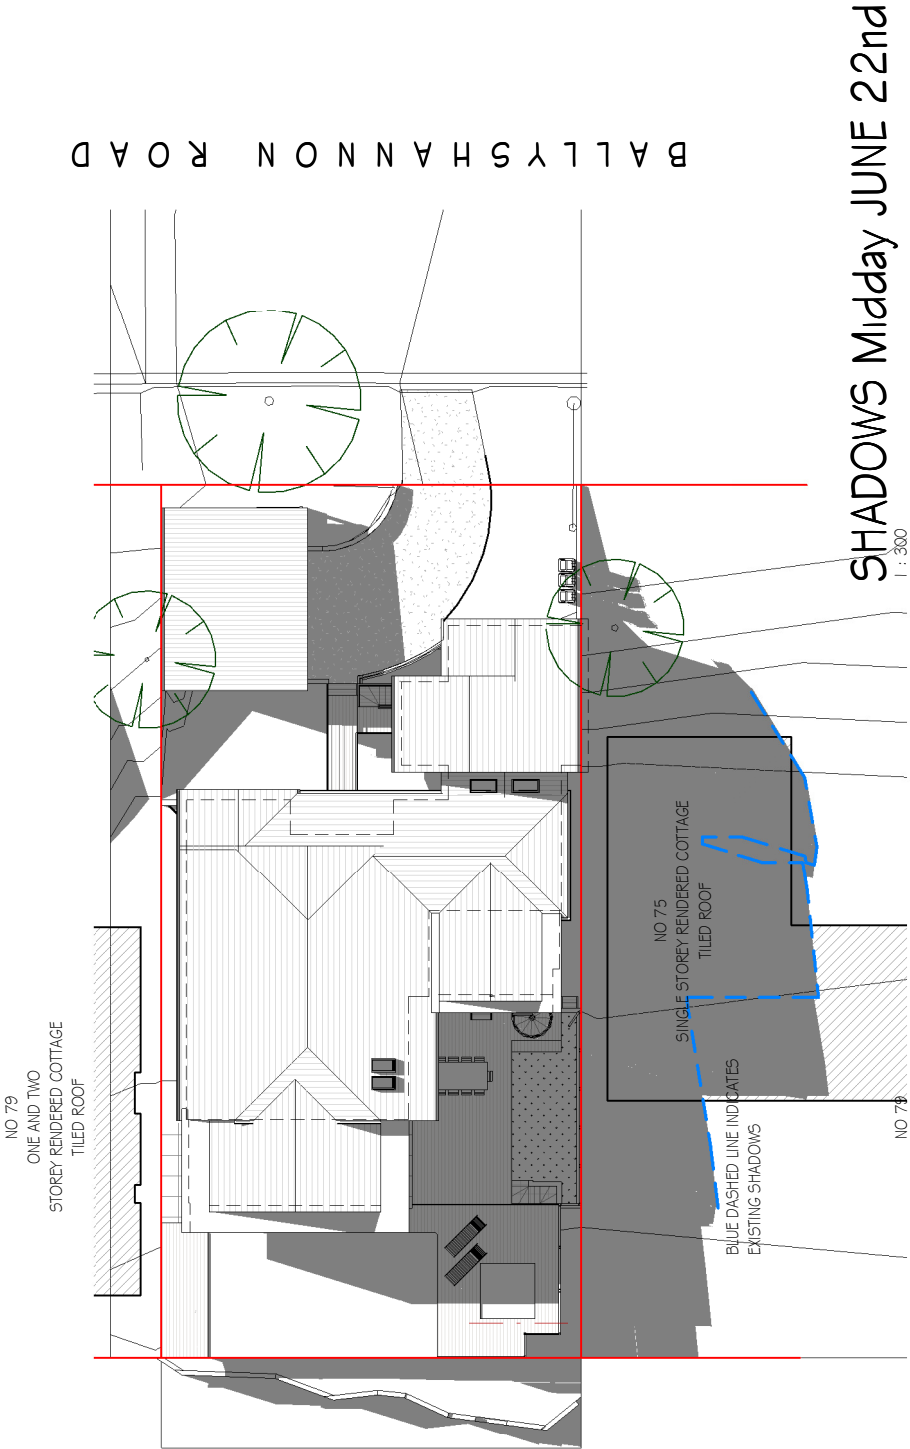 BALLYSHANNON ROAD
SHADOWS Midday JUNE 22nd
1 : 300
NO 79
ONE AND TWO
STOREY RENDERED COTTAGE
TILED ROOF
NO 75
SINGLE STOREY RENDERED COTTAGE
TILED ROOF
BLUE DASHED LINE INDICATES
EXISTING SHADOWS
NO 79